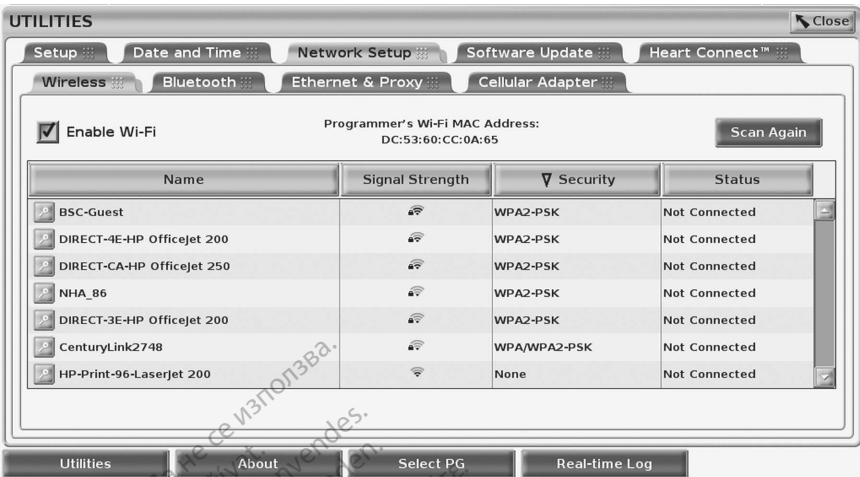 UTILITIES
Close
Setup Date and Time Network Setup Software Update Heart Connect™
Wireless Bluetooth Ethernet & Proxy Cellular Adapter
Enable Wi-Fi
Programmer's Wi-Fi MAC Address:
DC:53:60:CC:0A:65
Scan Again
Name Signal Strength Security Status
BSC-Guest WPA2-PSK Not Connected
DIRECT-4E-HP OfficeJet 200 WPA2-PSK Not Connected
DIRECT-CA-HP OfficeJet 250 WPA2-PSK Not Connected
NHA_86 WPA2-PSK Not Connected
DIRECT-3E-HP OfficeJet 200 WPA2-PSK Not Connected
CenturyLink2748 WPA/WPA2-PSK Not Connected
HP-Print-96-LaserJet 200 None Not Connected
не се използва.
Utilities About Select PG Real-time Log